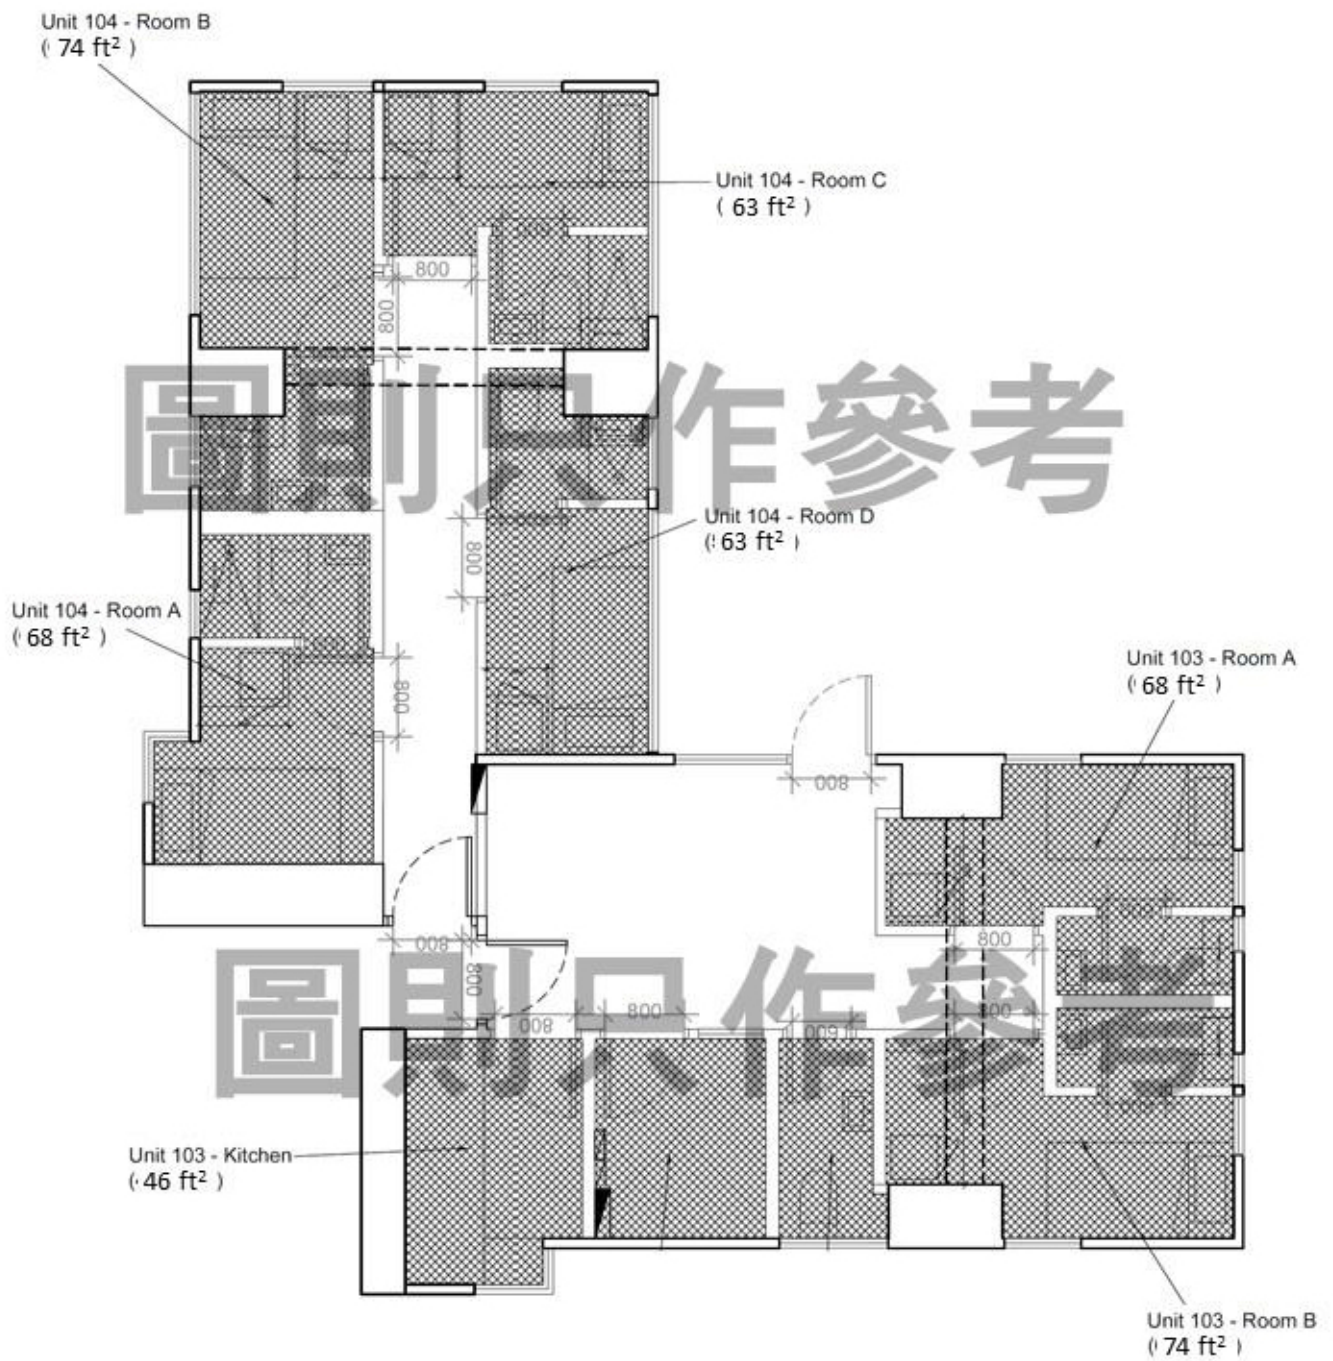 Unit 104 - Room B
( 74 ft² )
Unit 104 - Room C
( 63 ft² )
800
800
圖則只作參考
Unit 104 - Room D
( 63 ft² )
800
Unit 104 - Room A
( 68 ft² )
800
Unit 103 - Room A
( 68 ft² )
800
800
800
800
圖則只作參考
800
800
800
600
Unit 103 - Kitchen
( 46 ft² )
Unit 103 - Room B
( 74 ft² )